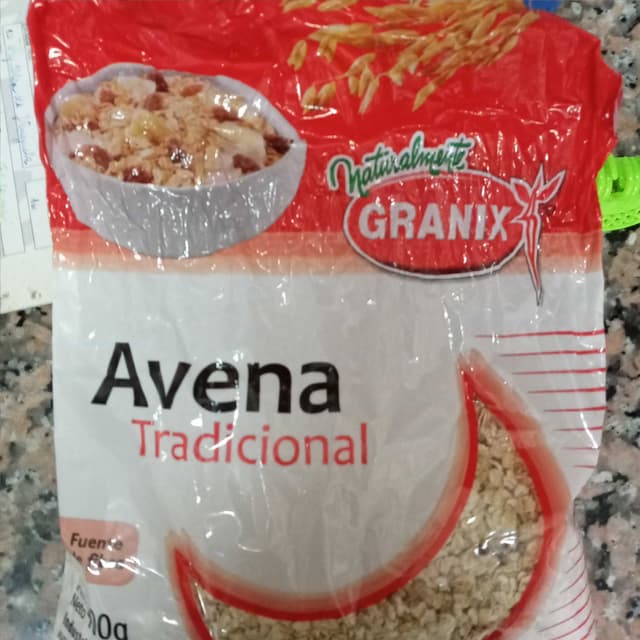 Naturalmente
GRANIX
Avena
Tradicional
Fuente